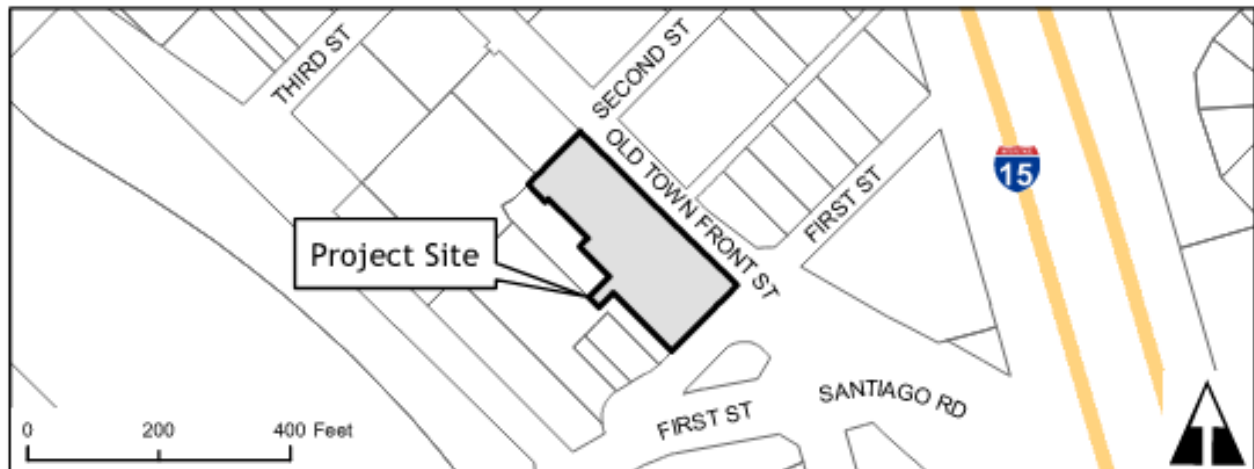 THIRD ST
SECOND ST
OLD TOWN FRONT ST
FIRST ST
15
Project Site
SANTIAGO RD
FIRST ST
0 200 400 Feet